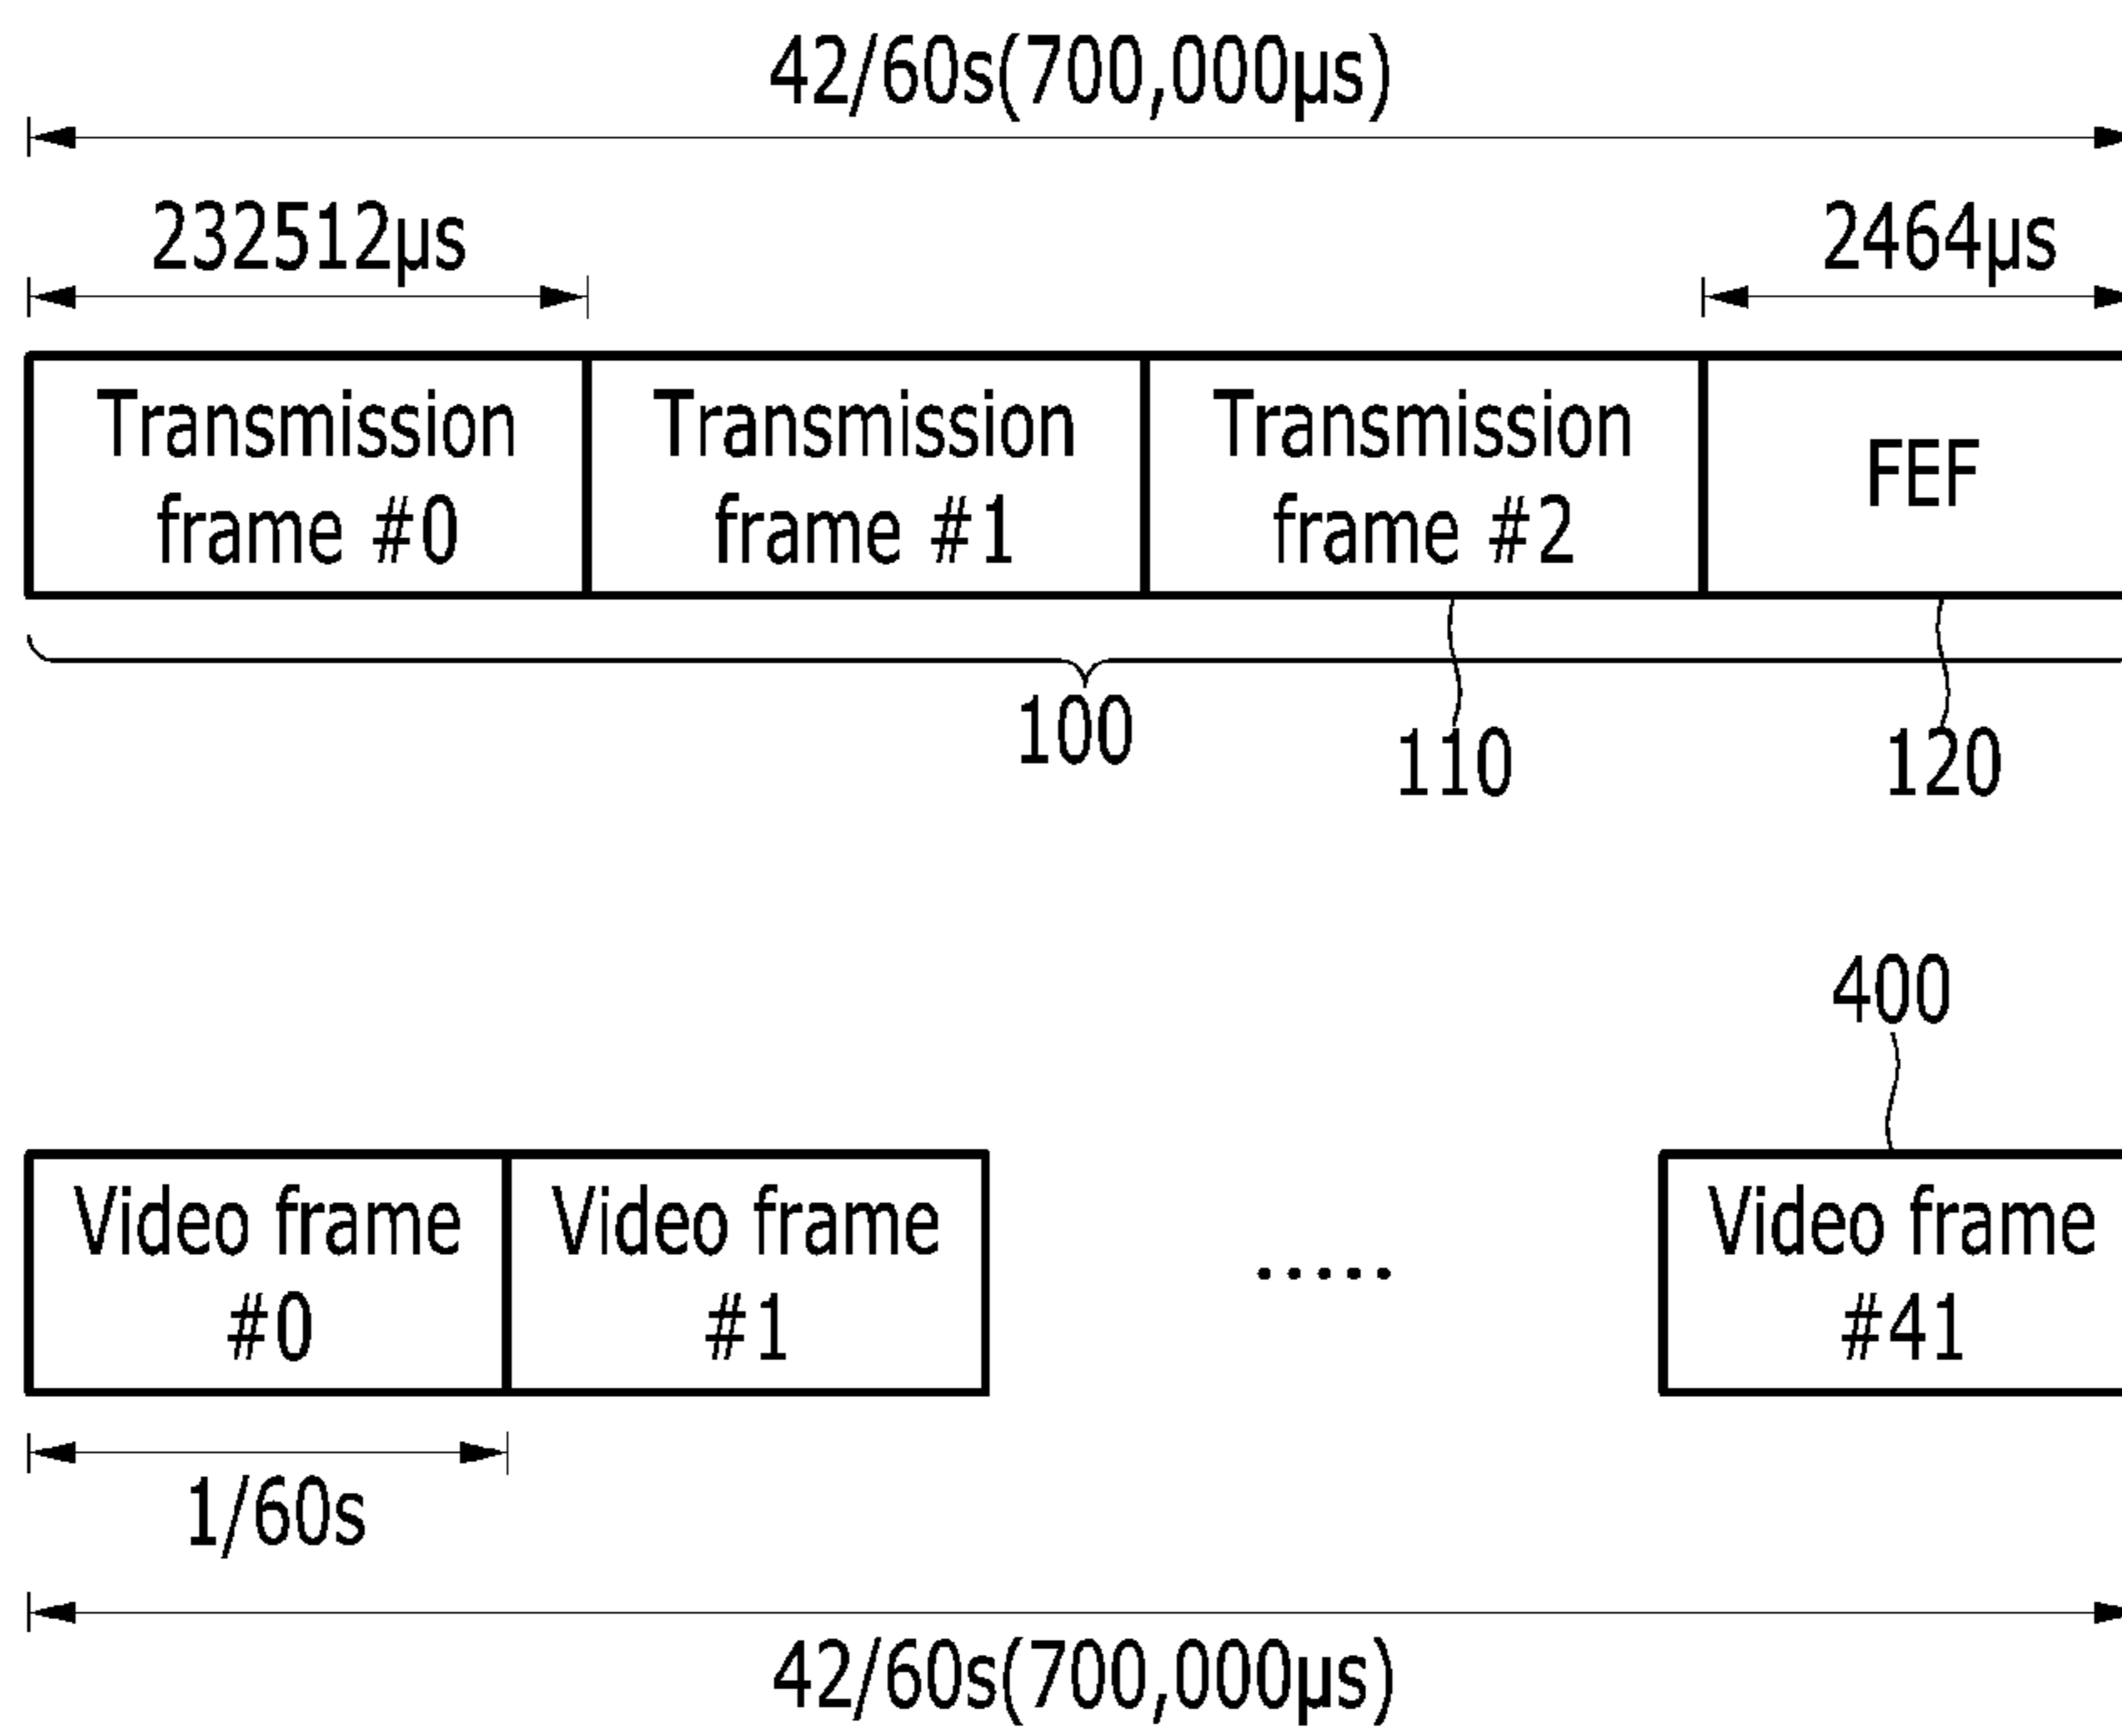 42/60s(700,000μs)
232512μs
2464μs
Transmission
frame #0
Transmission
frame #1
Transmission
frame #2
FEF
100
110
120
400
Video frame
#0
Video frame
#1
.....
Video frame
#41
1/60s
42/60s(700,000μs)